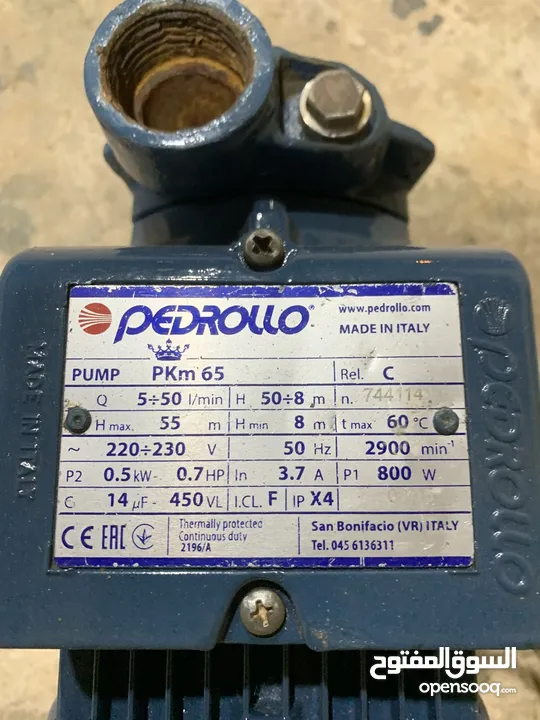 PEDROLLO®
www.pedrollo.com
MADE IN ITALY
PUMP PKm 65 Rel. C
Q 5÷50 l/min H 50÷8 m n. 744114
H max. 55 m H min 8 m t max 60 °C
~ 220÷230 V 50 Hz 2900 min⁻¹
P2 0.5 kW - 0.7 HP In 3.7 A P1 800 W
C 14 µF - 450 VL I.CL. F IP X4
CE EAC
Thermally protected
Continuous duty
2196/A
San Bonifacio (VR) ITALY
Tel. 045 6136311
MADE IN ITALY
PEDROLLO
السوق المفتوح
opensooq.com